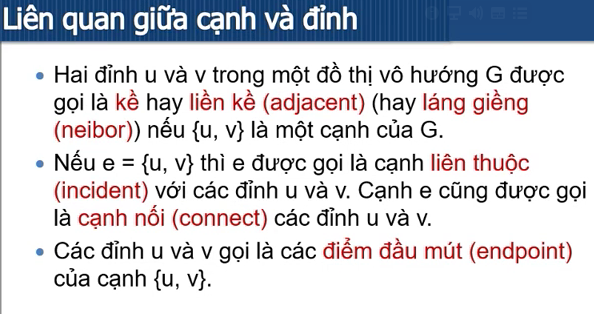 Liên quan giữa cạnh và đỉnh
Hai đỉnh u và v trong một đồ thị vô hướng G được
gọi là kề hay liền kề (adjacent) (hay láng giềng
(neibor)) nếu {u, v} là một cạnh của G.
Nếu e = {u, v} thì e được gọi là cạnh liên thuộc
(incident) với các đỉnh u và v. Cạnh e cũng được gọi
là cạnh nối (connect) các đỉnh u và v.
Các đỉnh u và v gọi là các điểm đầu mút (endpoint)
của cạnh {u, v}.